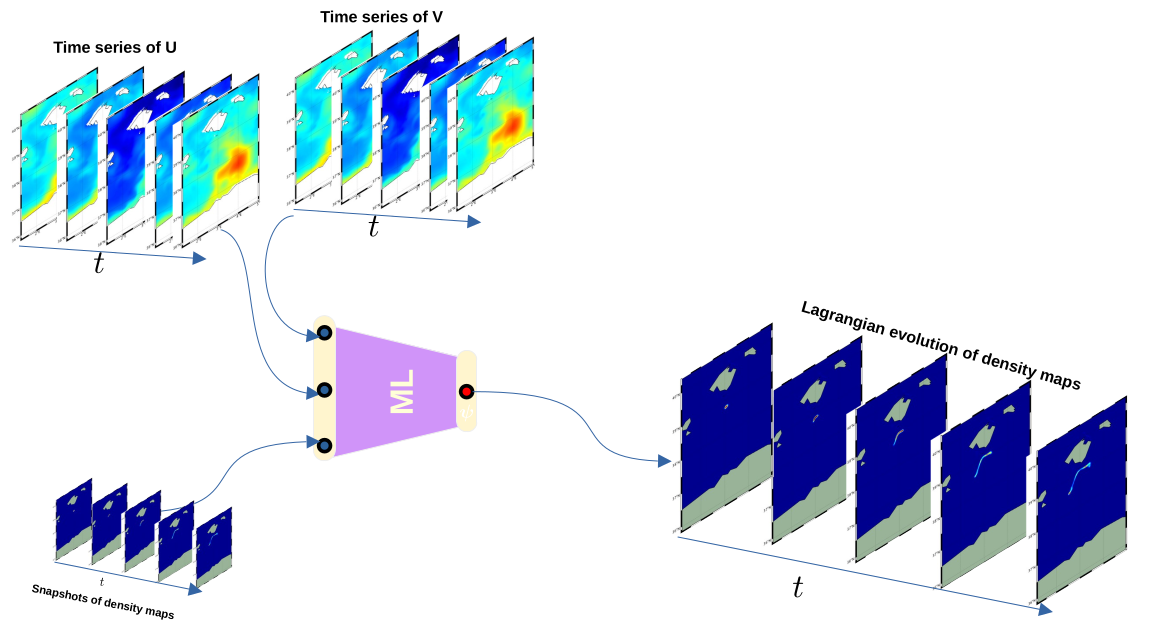 Time series of U
Time series of V
t
t
ML
Lagrangian evolution of density maps
t
Snapshots of density maps
t